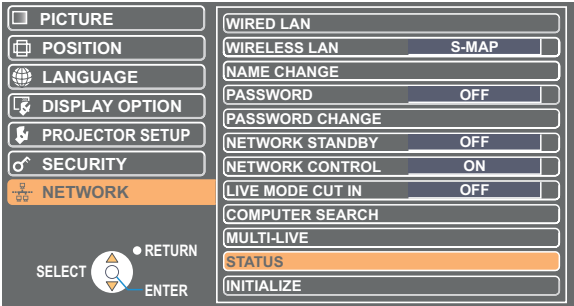 PICTURE
POSITION
LANGUAGE
DISPLAY OPTION
PROJECTOR SETUP
SECURITY
NETWORK
RETURN
SELECT
ENTER
WIRED LAN
WIRELESS LAN S-MAP
NAME CHANGE
PASSWORD OFF
PASSWORD CHANGE
NETWORK STANDBY OFF
NETWORK CONTROL ON
LIVE MODE CUT IN OFF
COMPUTER SEARCH
MULTI-LIVE
STATUS
INITIALIZE